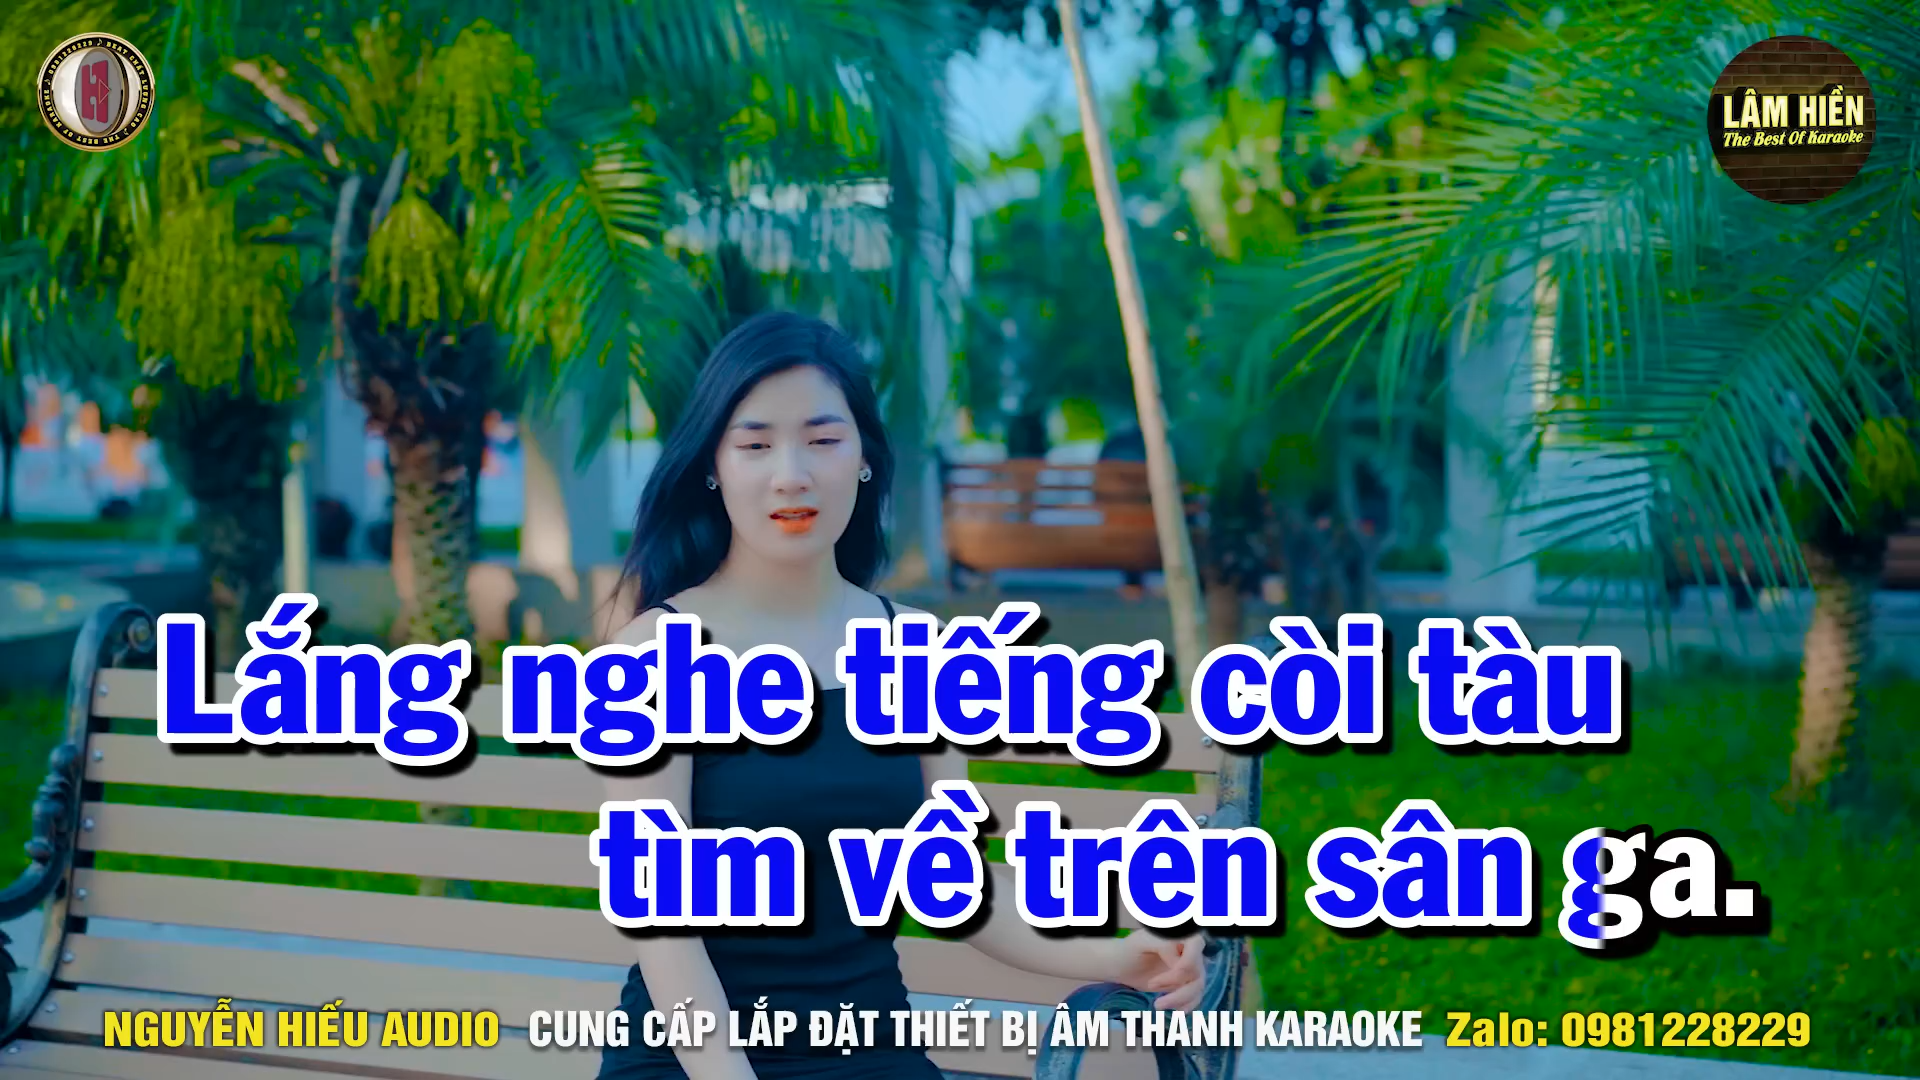 LÂM HIỀN
The Best Of Karaoke
Lắng nghe tiếng còi tàu
tìm về trên sân ga.
NGUYỄN HIẾU AUDIO CUNG CẤP LẮP ĐẶT THIẾT BỊ ÂM THANH KARAOKE Zalo: 0981228229